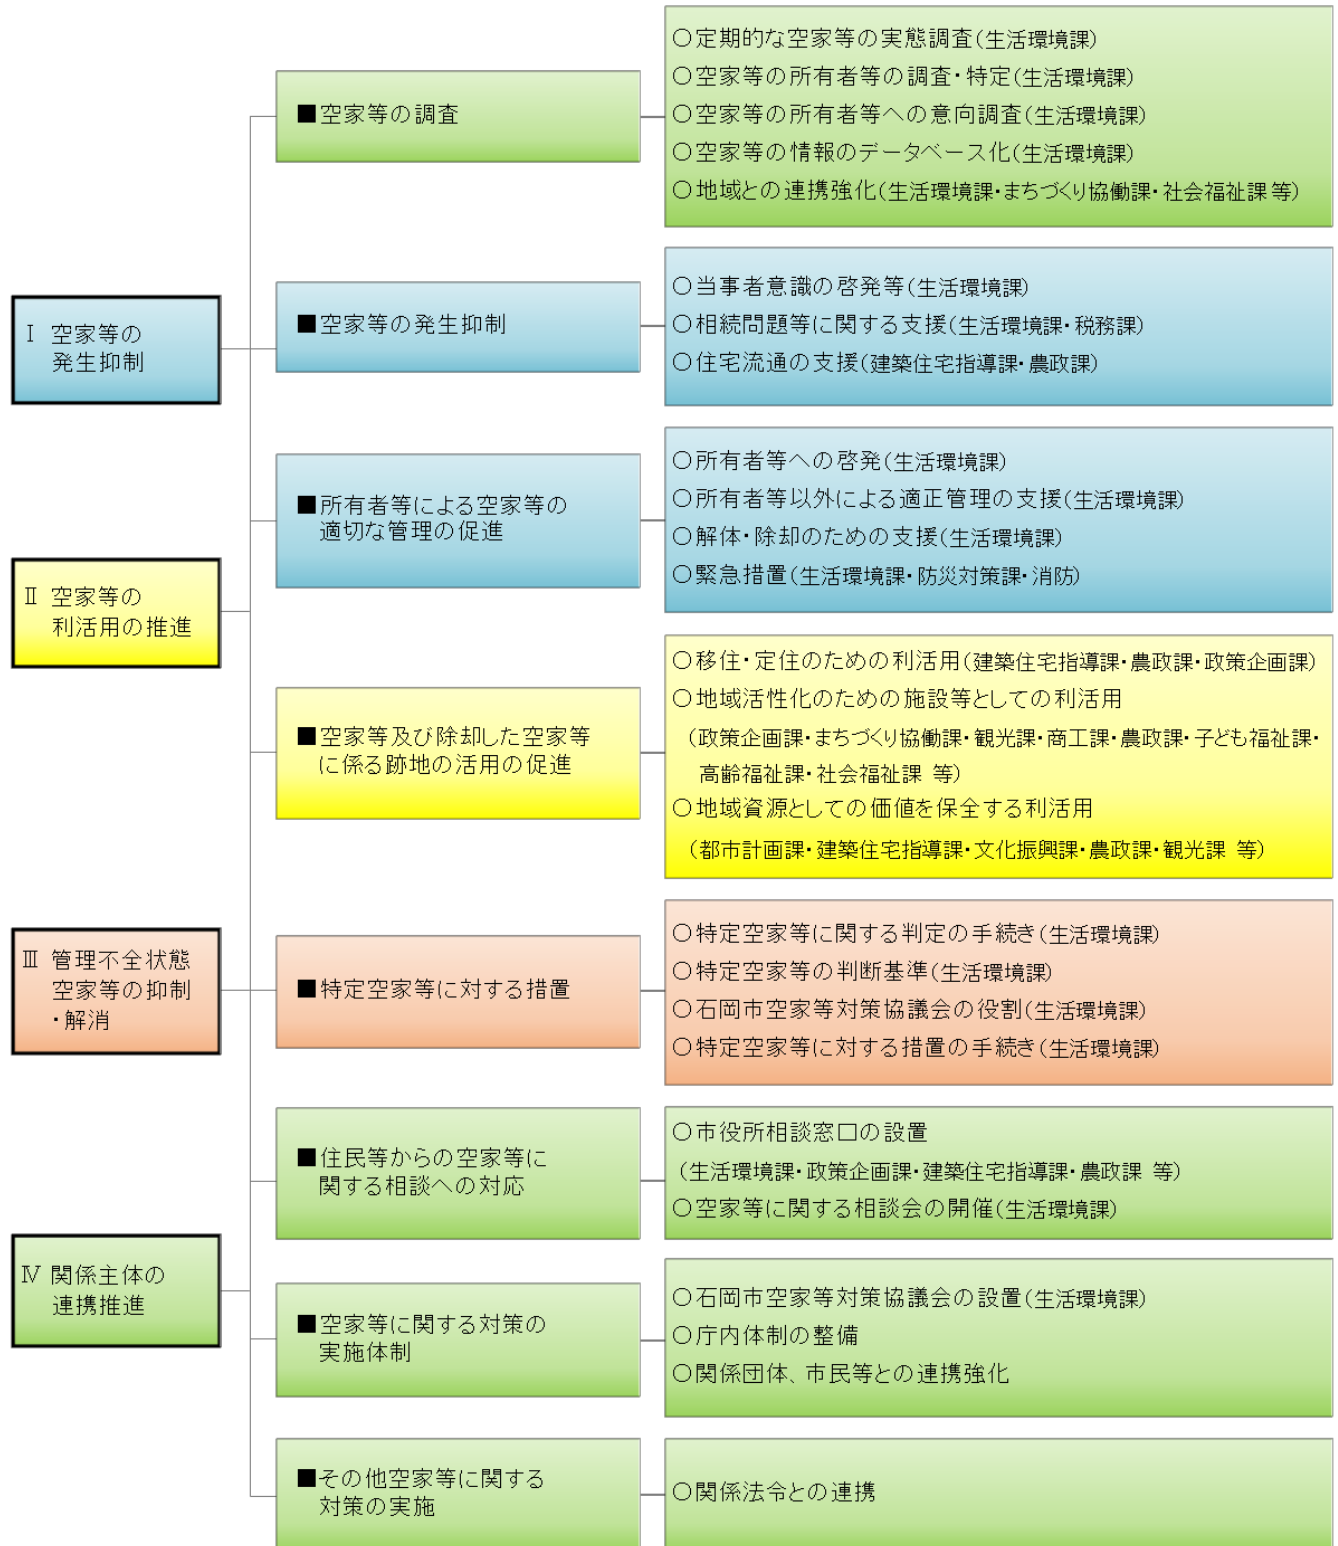 Ⅰ 空家等の
発生抑制
Ⅱ 空家等の
利活用の推進
Ⅲ 管理不全状態
空家等の抑制
・解消
Ⅳ 関係主体の
連携推進
■空家等の調査
○定期的な空家等の実態調査(生活環境課)
○空家等の所有者等の調査・特定(生活環境課)
○空家等の所有者等への意向調査(生活環境課)
○空家等の情報のデータベース化(生活環境課)
○地域との連携強化(生活環境課・まちづくり協働課・社会福祉課等)
■空家等の発生抑制
○当事者意識の啓発等(生活環境課)
○相続問題等に関する支援(生活環境課・税務課)
○住宅流通の支援(建築住宅指導課・農政課)
■所有者等による空家等の
適切な管理の促進
○所有者等への啓発(生活環境課)
○所有者等以外による適正管理の支援(生活環境課)
○解体・除却のための支援(生活環境課)
○緊急措置(生活環境課・防災対策課・消防)
■空家等及び除却した空家等
に係る跡地の活用の促進
○移住・定住のための利活用(建築住宅指導課・農政課・政策企画課)
○地域活性化のための施設等としての利活用
(政策企画課・まちづくり協働課・観光課・商工課・農政課・子ども福祉課・
高齢福祉課・社会福祉課 等)
○地域資源としての価値を保全する利活用
(都市計画課・建築住宅指導課・文化振興課・農政課・観光課 等)
■特定空家等に対する措置
○特定空家等に関する判定の手続き(生活環境課)
○特定空家等の判断基準(生活環境課)
○石岡市空家等対策協議会の役割(生活環境課)
○特定空家等に対する措置の手続き(生活環境課)
■住民等からの空家等に
関する相談への対応
○市役所相談窓口の設置
(生活環境課・政策企画課・建築住宅指導課・農政課 等)
○空家等に関する相談会の開催(生活環境課)
■空家等に関する対策の
実施体制
○石岡市空家等対策協議会の設置(生活環境課)
○庁内体制の整備
○関係団体、市民等との連携強化
■その他空家等に関する
対策の実施
○関係法令との連携